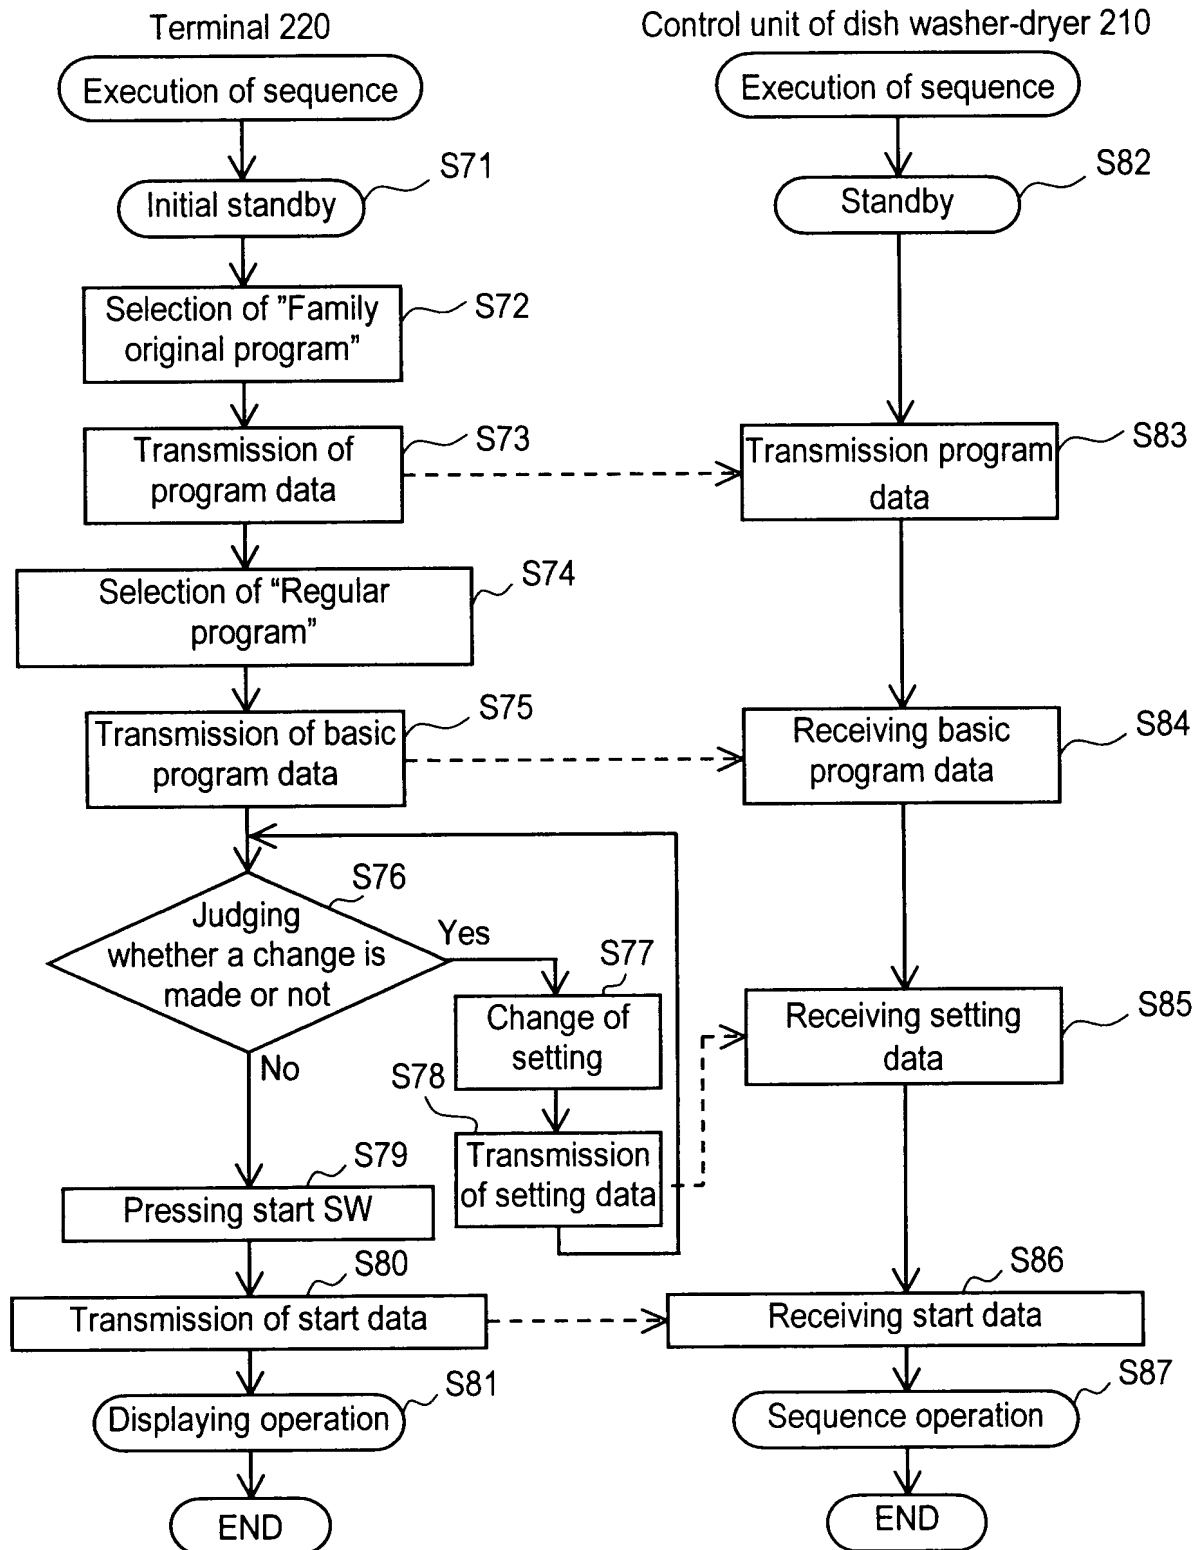 Terminal 220
Execution of sequence
S71
Initial standby
Selection of "Family
original program"
S72
Transmission of
program data
S73
Selection of “Regular
program”
S74
Transmission of basic
program data
S75
S76
Judging
whether a change is
made or not
Yes
No
S77
Change of
setting
S78
Transmission
of setting data
S79
Pressing start SW
S80
Transmission of start data
S81
Displaying operation
END
Control unit of dish washer-dryer 210
Execution of sequence
S82
Standby
S83
Transmission program
data
Receiving basic
program data
S84
Receiving setting
data
S85
S86
Receiving start data
S87
Sequence operation
END